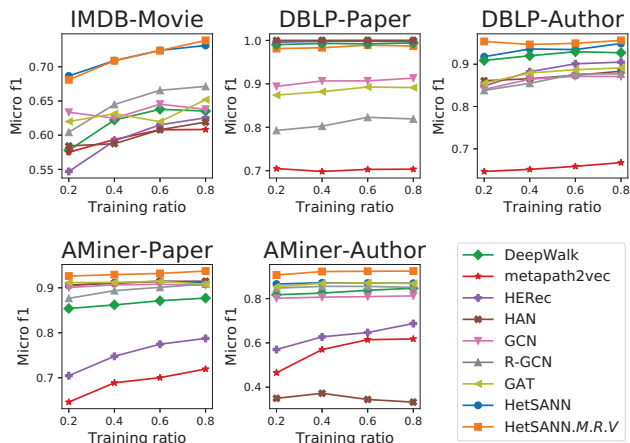 IMDB-Movie
DBLP-Paper
DBLP-Author
Micro f1
0.70
0.65
0.60
0.55
0.2 0.4 0.6 0.8
Training ratio
Micro f1
1.0
0.9
0.8
0.7
0.2 0.4 0.6 0.8
Training ratio
Micro f1
1.0
0.9
0.8
0.7
0.2 0.4 0.6 0.8
Training ratio
AMiner-Paper
AMiner-Author
Micro f1
0.9
0.8
0.7
0.2 0.4 0.6 0.8
Training ratio
Micro f1
0.8
0.6
0.4
0.2 0.4 0.6 0.8
Training ratio
DeepWalk
metapath2vec
HERec
HAN
GCN
R-GCN
GAT
HetSANN
HetSANN.M.R.V